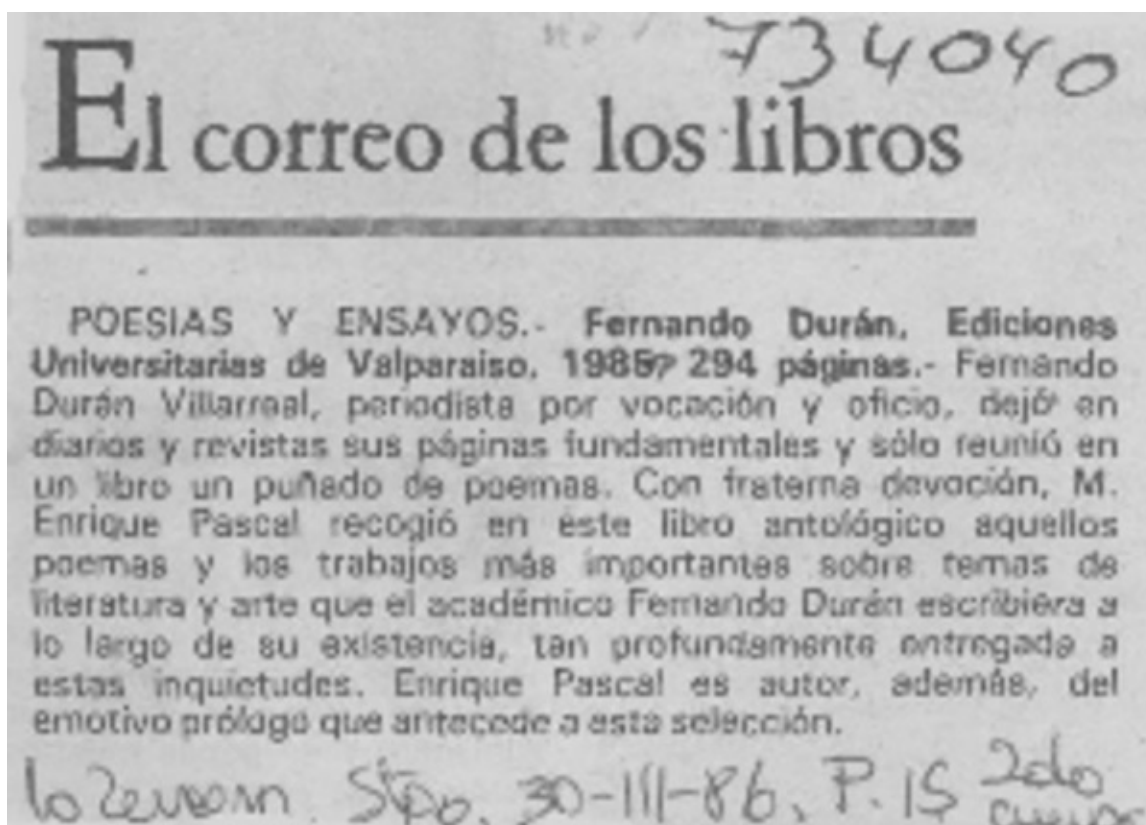 734040
El correo de los libros
POESIAS Y ENSAYOS.- Fernando Durán. Ediciones
Universitarias de Valparaíso, 1985, 294 páginas.- Fernando
Durán Villarreal, periodista por vocación y oficio, dejó en
diarios y revistas sus páginas fundamentales y sólo reunió en
un libro un puñado de poemas. Con fraterna devoción, M.
Enrique Pascal recogió en este libro antológico aquellos
poemas y los trabajos más importantes sobre temas de
literatura y arte que el académico Fernando Durán escribiera a
lo largo de su existencia, tan profundamente entregada a
estas inquietudes. Enrique Pascal es autor, además, del
emotivo prólogo que antecede a esta selección.
Stgo. 30-III-86, P. 15 2do